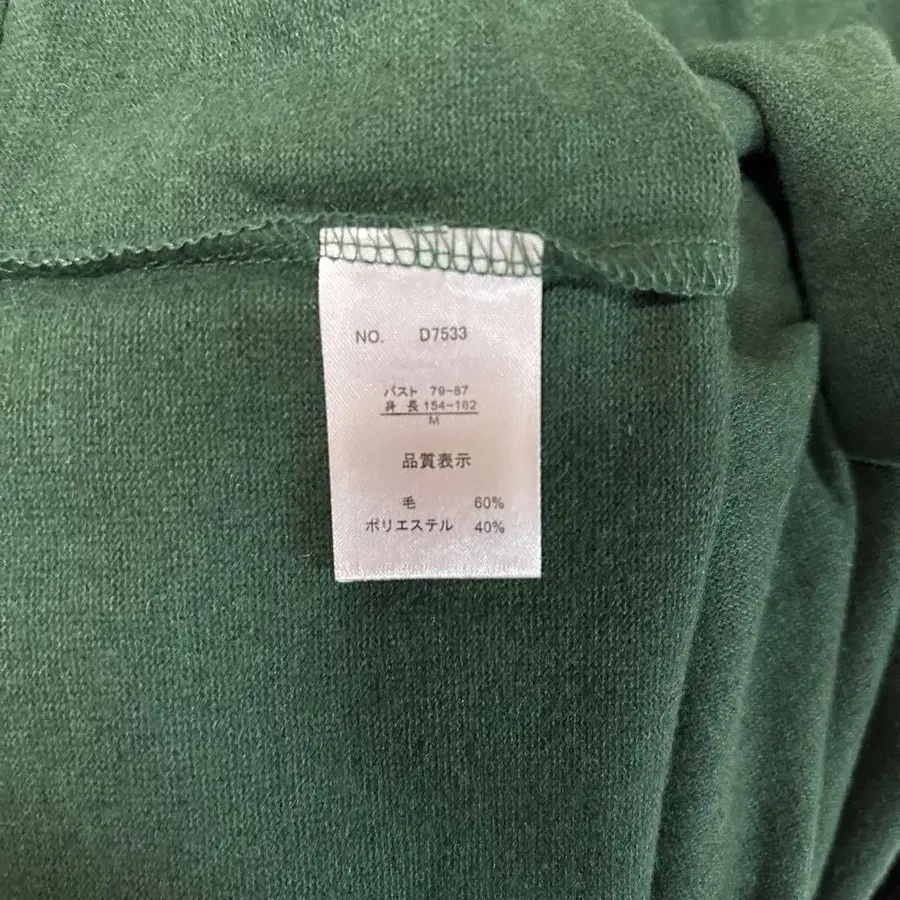 NO. D7533
バスト 79~87
身 長 154-162
M
品質表示
毛 60%
ポリエステル 40%